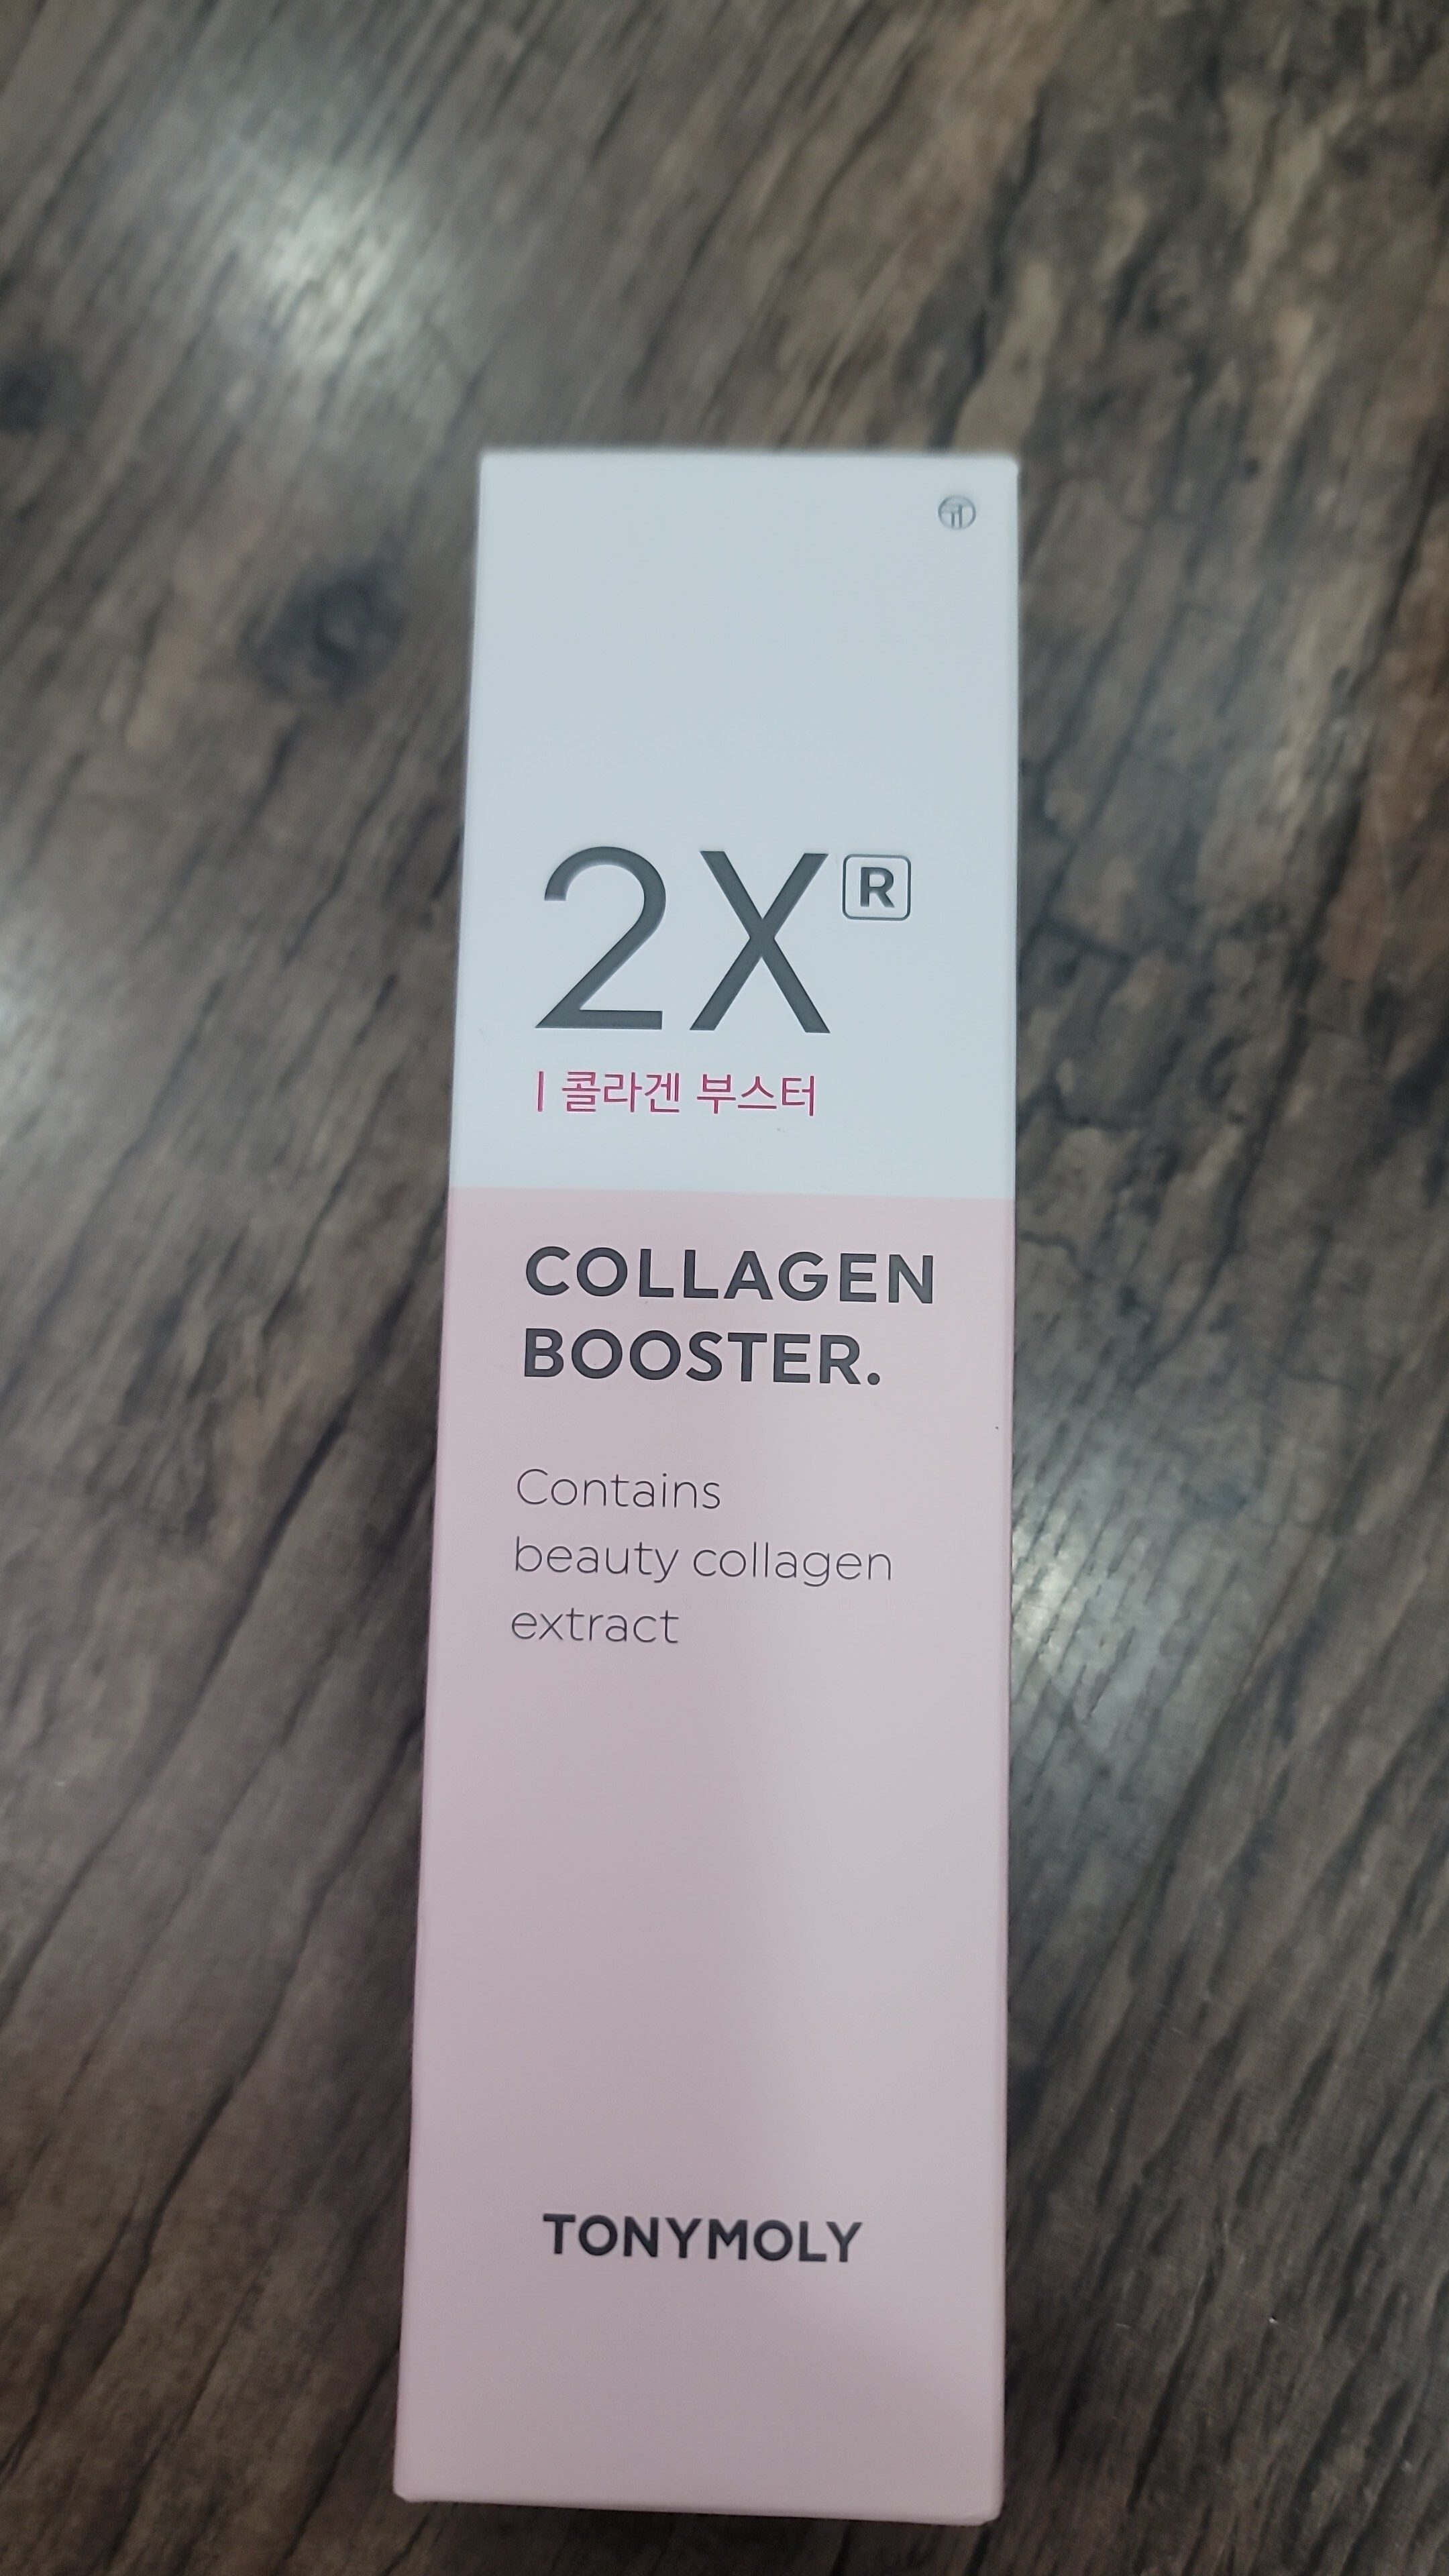 2X R
| 콜라겐 부스터
COLLAGEN
BOOSTER.
Contains
beauty collagen
extract
TONYMOLY